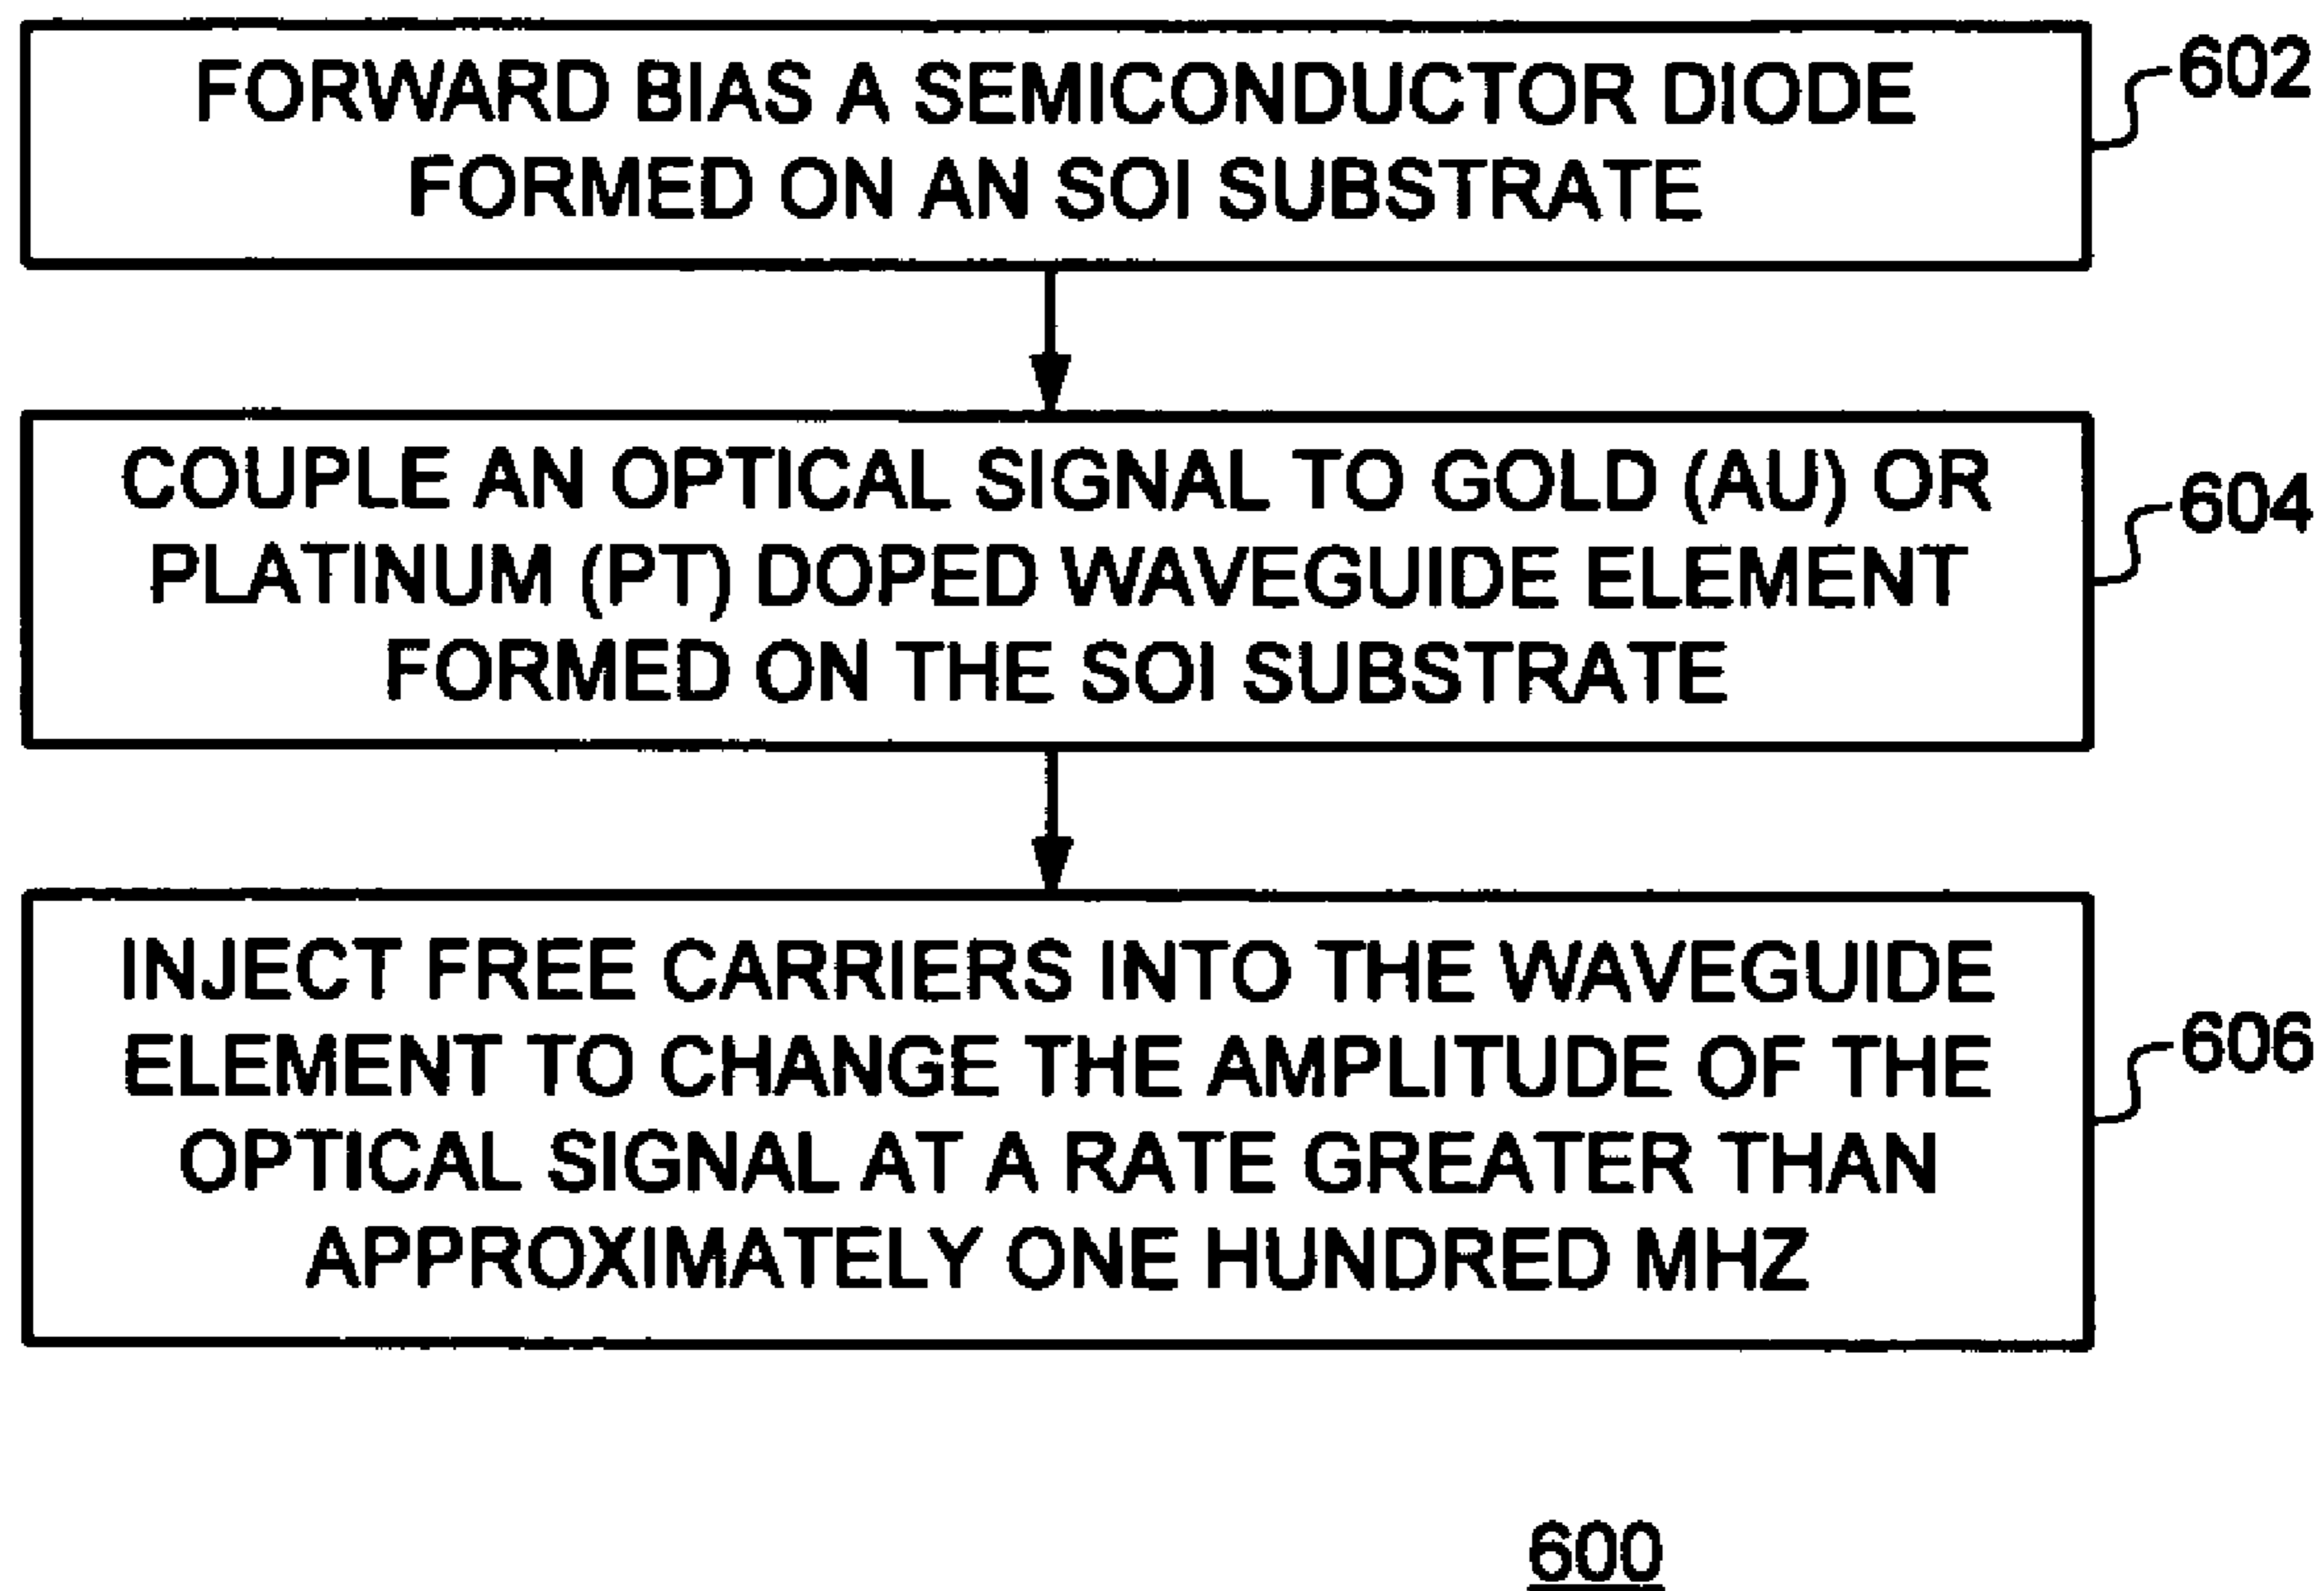 FORWARD BIAS A SEMICONDUCTOR DIODE
FORMED ON AN SOI SUBSTRATE
602
COUPLE AN OPTICAL SIGNAL TO GOLD (AU) OR
PLATINUM (PT) DOPED WAVEGUIDE ELEMENT
FORMED ON THE SOI SUBSTRATE
604
INJECT FREE CARRIERS INTO THE WAVEGUIDE
ELEMENT TO CHANGE THE AMPLITUDE OF THE
OPTICAL SIGNAL AT A RATE GREATER THAN
APPROXIMATELY ONE HUNDRED MHZ
606
600